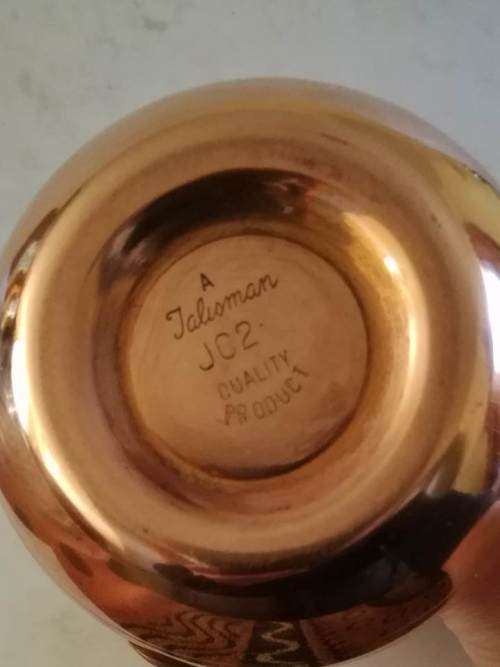 A
Talisman
JC2.
QUALITY
PRODUCT